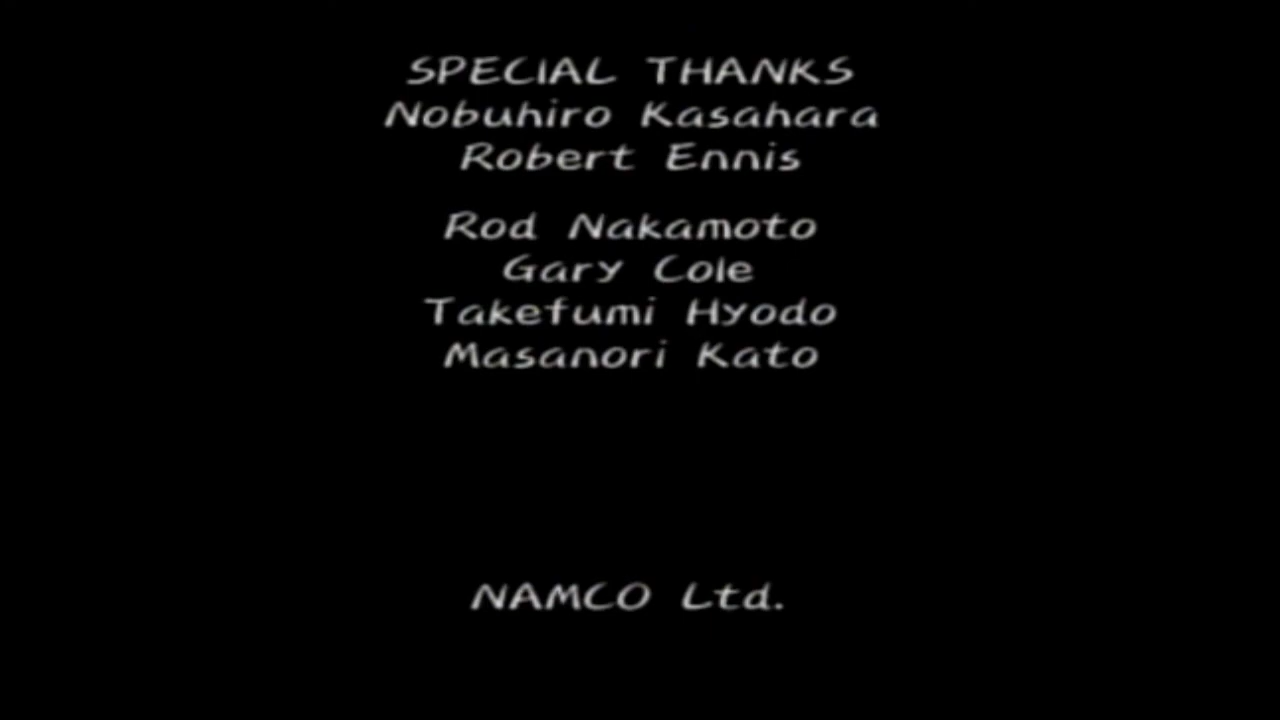 SPECIAL THANKS
Nobuhiro Kasahara
Robert Ennis
Rod Nakamoto
Gary Cole
Takefumi Hyodo
Masanori Kato
NAMCO Ltd.